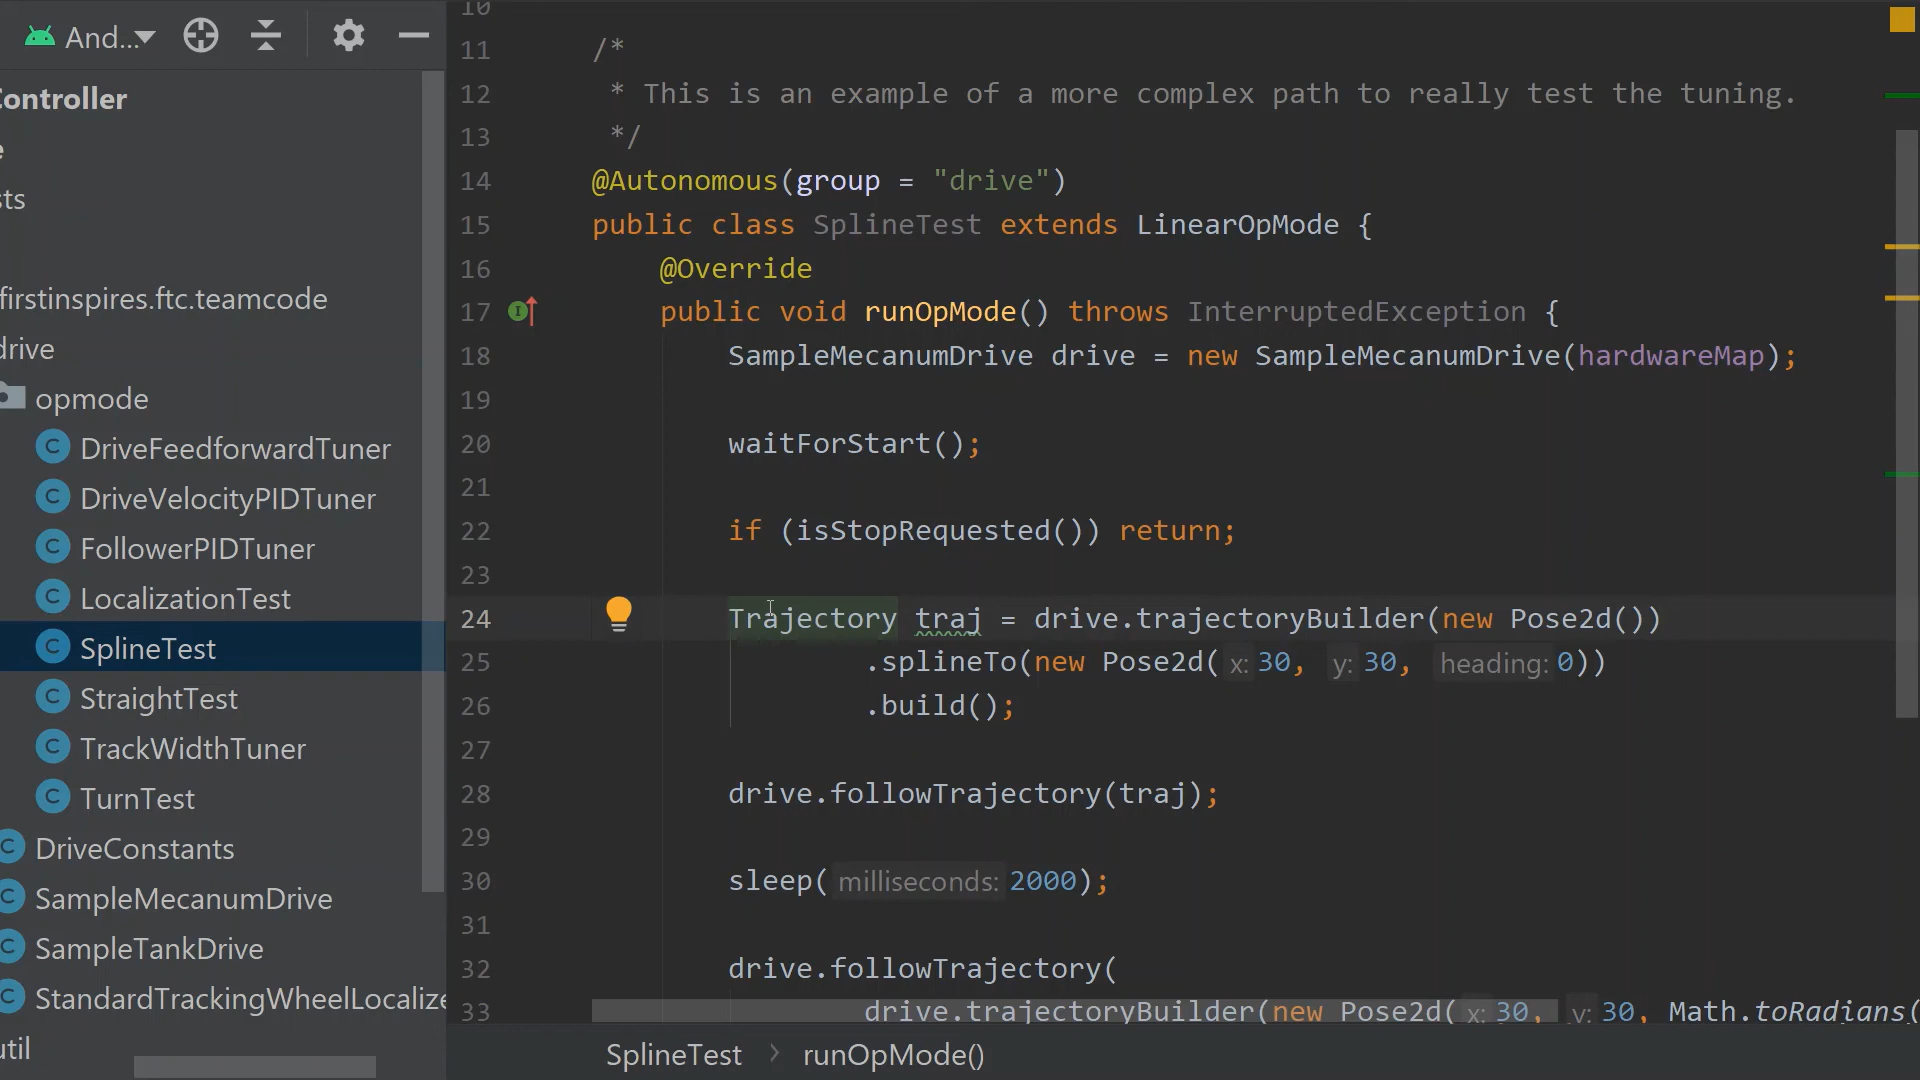 And...
Controller
e
sts
firstinspires.ftc.teamcode
drive
opmode
DriveFeedforwardTuner
DriveVelocityPIDTuner
FollowerPIDTuner
LocalizationTest
SplineTest
StraightTest
TrackWidthTuner
TurnTest
DriveConstants
SampleMecanumDrive
SampleTankDrive
StandardTrackingWheelLocalize
util
10
11 /*
12 * This is an example of a more complex path to really test the tuning.
13 */
14 @Autonomous(group = "drive")
15 public class SplineTest extends LinearOpMode {
16 @Override
17 public void runOpMode() throws InterruptedException {
18 SampleMecanumDrive drive = new SampleMecanumDrive(hardwareMap);
19
20 waitForStart();
21
22 if (isStopRequested()) return;
23
24 Trajectory traj = drive.trajectoryBuilder(new Pose2d())
25 .splineTo(new Pose2d( x: 30, y: 30, heading: 0))
26 .build();
27
28 drive.followTrajectory(traj);
29
30 sleep( milliseconds: 2000);
31
32 drive.followTrajectory(
33 drive.trajectoryBuilder(new Pose2d( x: 30, y: 30, Math.toRadians(
SplineTest > runOpMode()